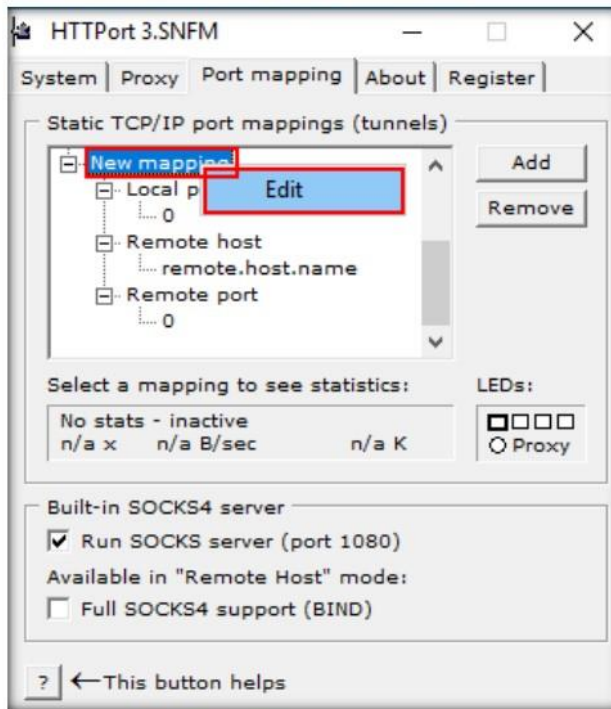 HTTPort 3.SNFM
System Proxy Port mapping About Register
Static TCP/IP port mappings (tunnels)
New mapping Add
Local p Edit
0 Remove
Remote host
remote.host.name
Remote port
0
Select a mapping to see statistics: LEDs:
No stats - inactive
n/a x n/a B/sec n/a K Proxy
Built-in SOCKS4 server
Run SOCKS server (port 1080)
Available in "Remote Host" mode:
Full SOCKS4 support (BIND)
? ←This button helps